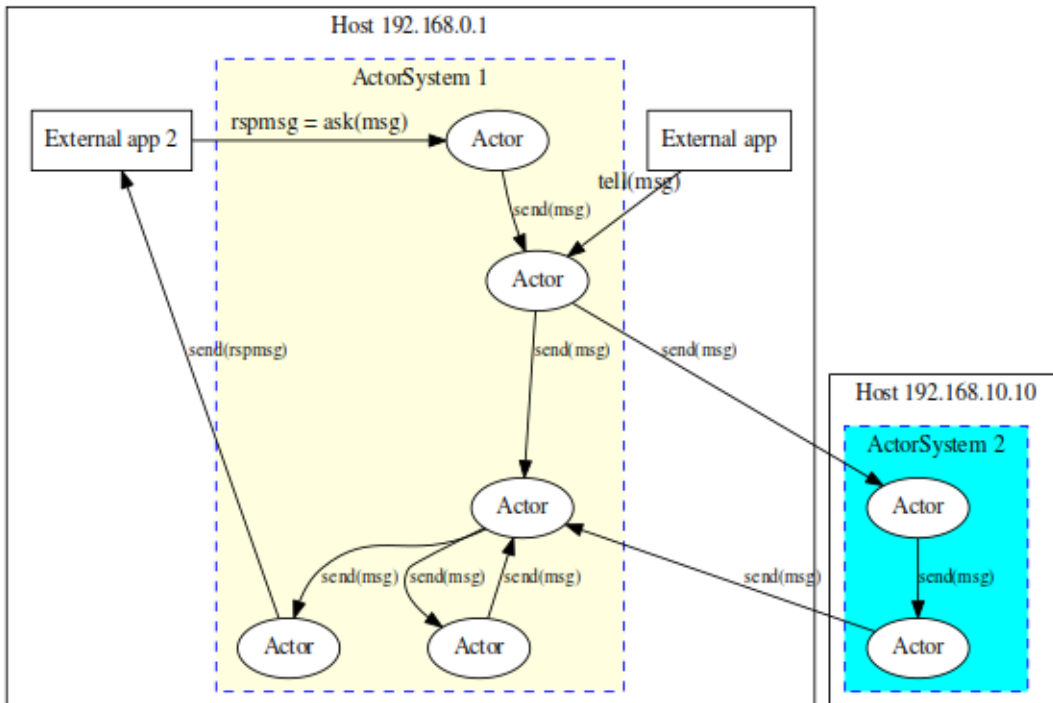 Host 192.168.0.1
ActorSystem 1
External app 2
rspmsg = ask(msg)
Actor
External app
tell(msg)
send(msg)
Actor
send(rspmsg)
send(msg)
send(msg)
Host 192.168.10.10
ActorSystem 2
Actor
Actor
send(msg)
send(msg)
send(msg)
send(msg)
send(msg)
Actor
Actor
Actor